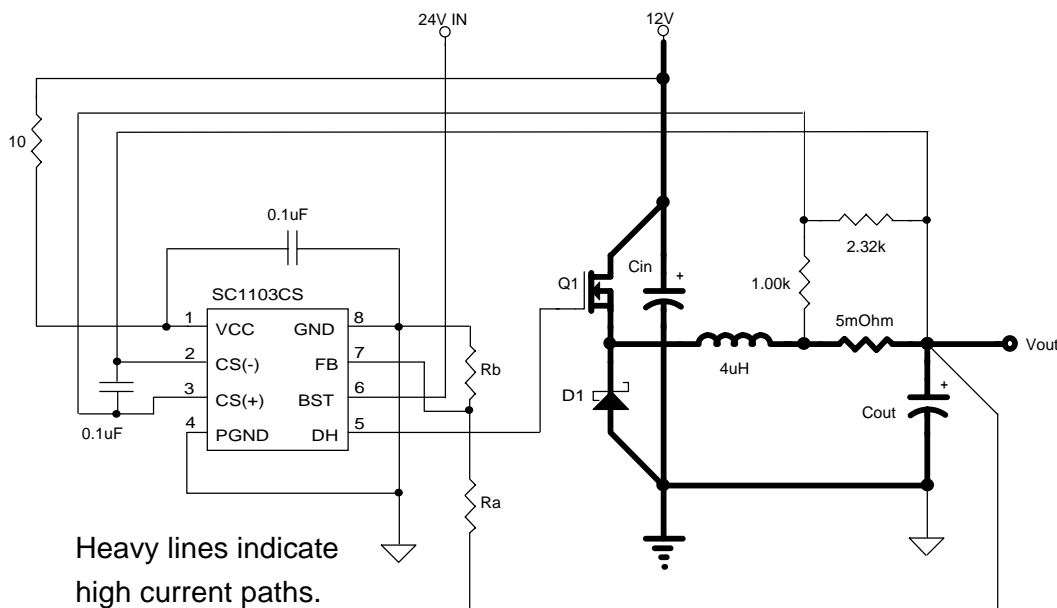 24V IN
12V
10
0.1uF
2.32k
Q1
Cin
+
1.00k
SC1103CS
1 VCC GND 8
2 CS(-) FB 7
3 CS(+) BST 6
4 PGND DH 5
Rb
5mOhm
Vout
4uH
D1
+
Cout
0.1uF
Ra
Heavy lines indicate
high current paths.